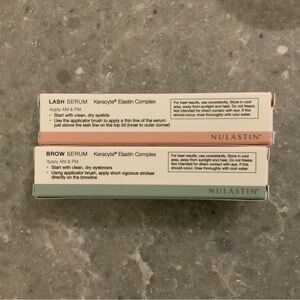 LASH SERUM Keracyte® Elastin Complex
Apply AM & PM
• Start with clean, dry eyelids
• Use the applicator brush to apply a thin line of the serum
just above the lash line on the top lid (inner to outer corner)
For best results, use consistently. Store in cool
area, away from sunlight and heat. Do not freeze.
Not intended for direct contact with eye, if this
should occur, rinse thoroughly with cool water.
NULASTIN®
BROW SERUM Keracyte® Elastin Complex
Apply AM & PM
• Start with clean, dry eyebrows
• Using applicator brush, apply short vigorous strokes
directly on the browline
For best results, use consistently. Store in cool
area, away from sunlight and heat. Do not freeze.
Not intended for direct contact with eye, if this
should occur, rinse thoroughly with cool water.
NULASTIN®